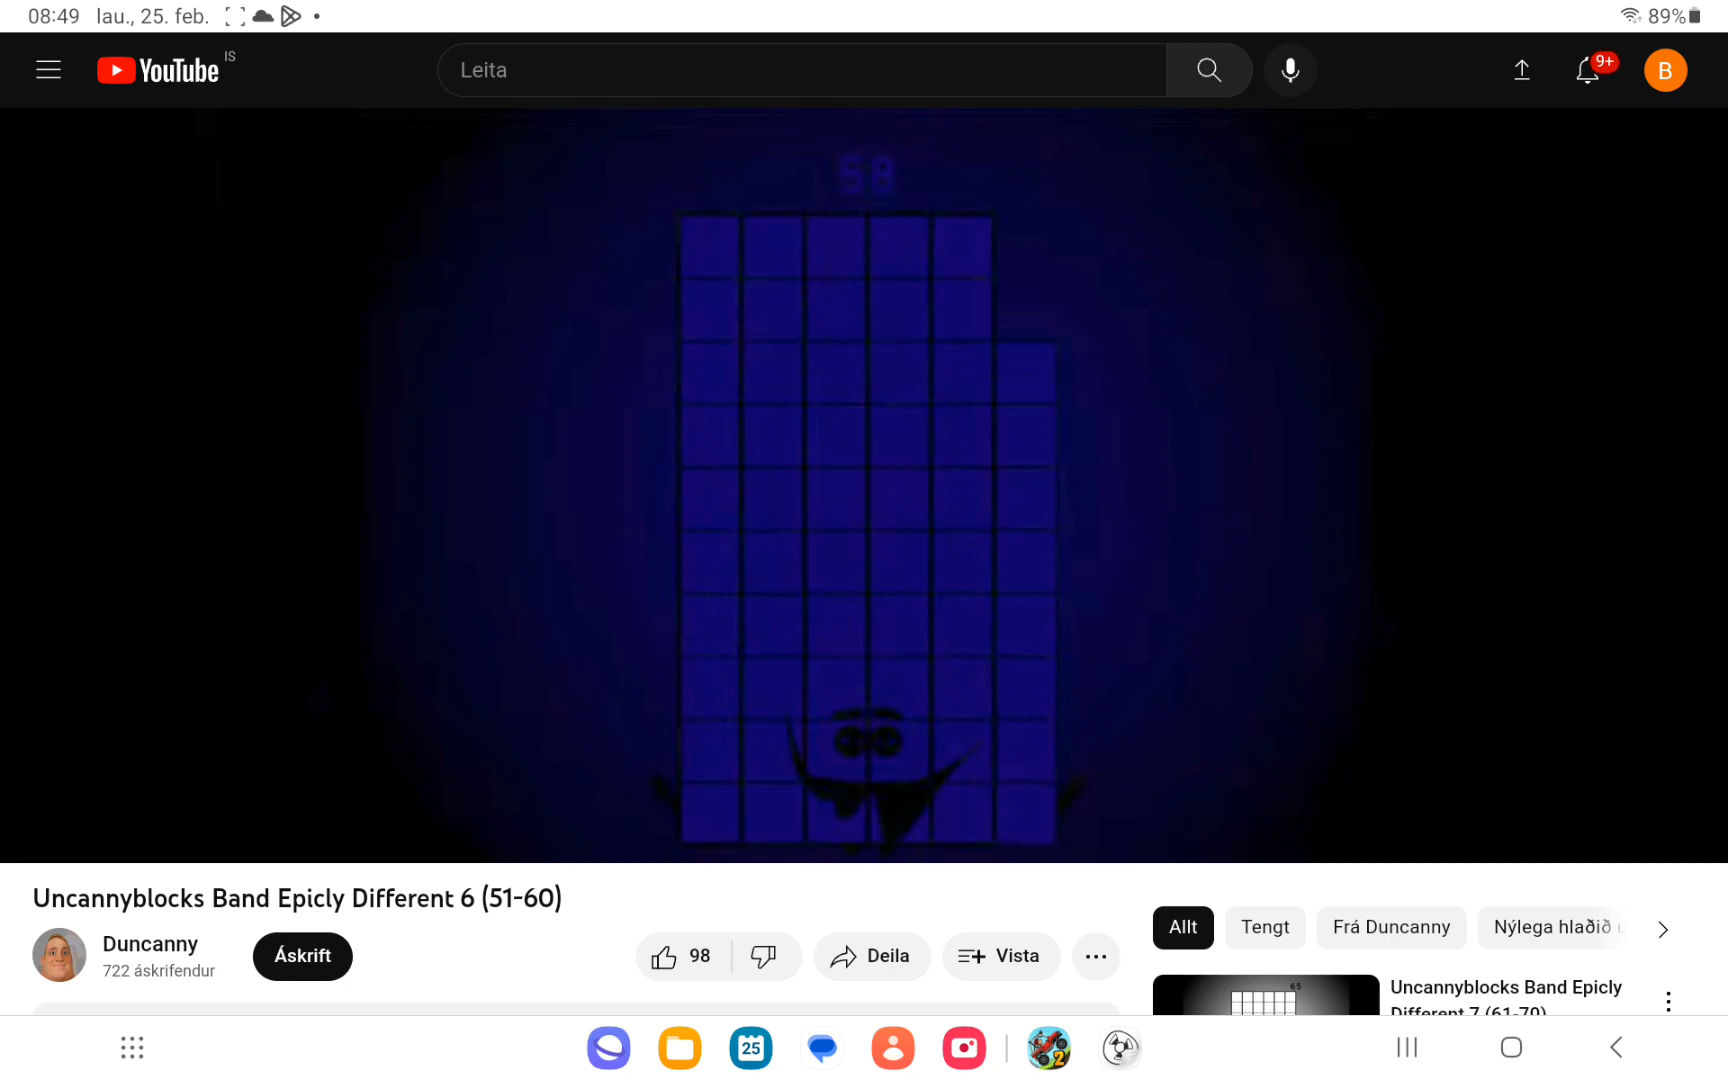 08:49 lau., 25. feb.
89%
YouTube IS
Leita
9+
B
58
Uncannyblocks Band Epicly Different 6 (51-60)
Duncanny
722 áskrifendur
Áskrift
98
Deila
Vista
Allt
Tengt
Frá Duncanny
Nýlega hlaðið
65
Uncannyblocks Band Epicly
Different 7 (61-70)
25
2